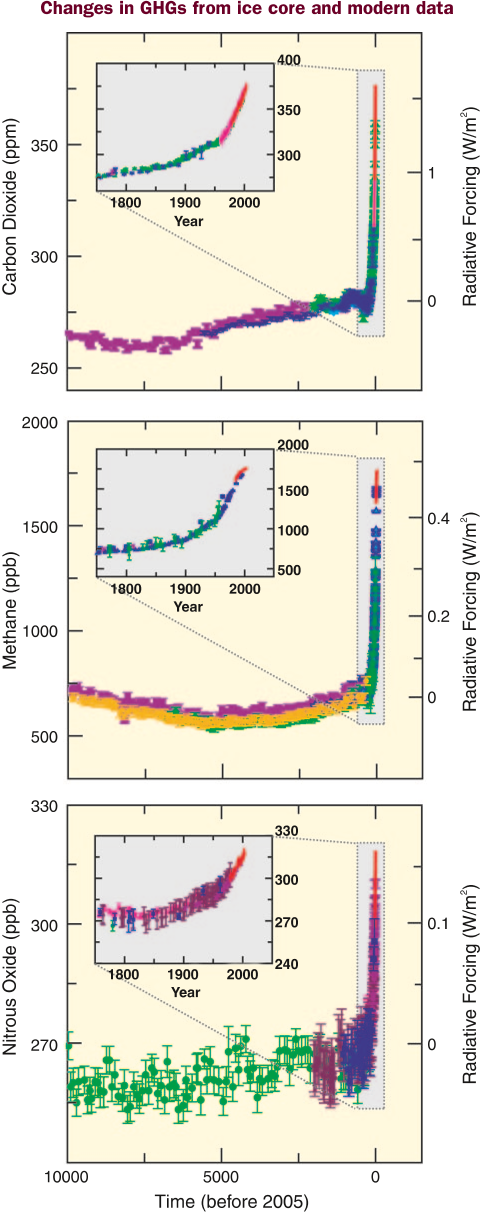 Changes in GHGs from ice core and modern data
Carbon Dioxide (ppm)
350
300
250
400
350
300
1800 1900 2000
Year
1
0
Radiative Forcing (W/m²)
Methane (ppb)
2000
1500
1000
500
2000
1500
1000
500
1800 1900 2000
Year
0.4
0.2
0
Radiative Forcing (W/m²)
Nitrous Oxide (ppb)
330
300
270
330
300
270
240
1800 1900 2000
Year
0.1
0
Radiative Forcing (W/m²)
10000 5000 0
Time (before 2005)